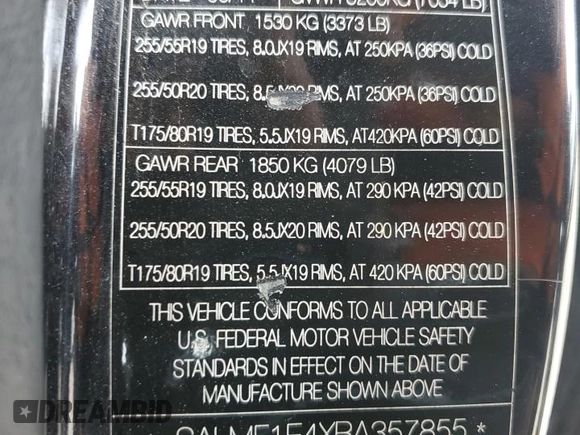 GAWR FRONT 1530 KG (3373 LB)
255/55R19 TIRES, 8.0JX19 RIMS, AT 250KPA (36PSI) COLD
255/50R20 TIRES, 8.5JX20 RIMS, AT 250KPA (36PSI) COLD
T175/80R19 TIRES, 5.5JX19 RIMS, AT420KPA (60PSI) COLD
GAWR REAR 1850 KG (4079 LB)
255/55R19 TIRES, 8.0JX19 RIMS, AT 290 KPA (42PSI) COLD
255/50R20 TIRES, 8.5JX20 RIMS, AT 290 KPA (42PSI) COLD
T175/80R19 TIRES, 5.5JX19 RIMS, AT 420 KPA (60PSI) COLD
THIS VEHICLE CONFORMS TO ALL APPLICABLE
U.S. FEDERAL MOTOR VEHICLE SAFETY
STANDARDS IN EFFECT ON THE DATE OF
MANUFACTURE SHOWN ABOVE
SALMF1E4XBA357855 *
DREAMBID